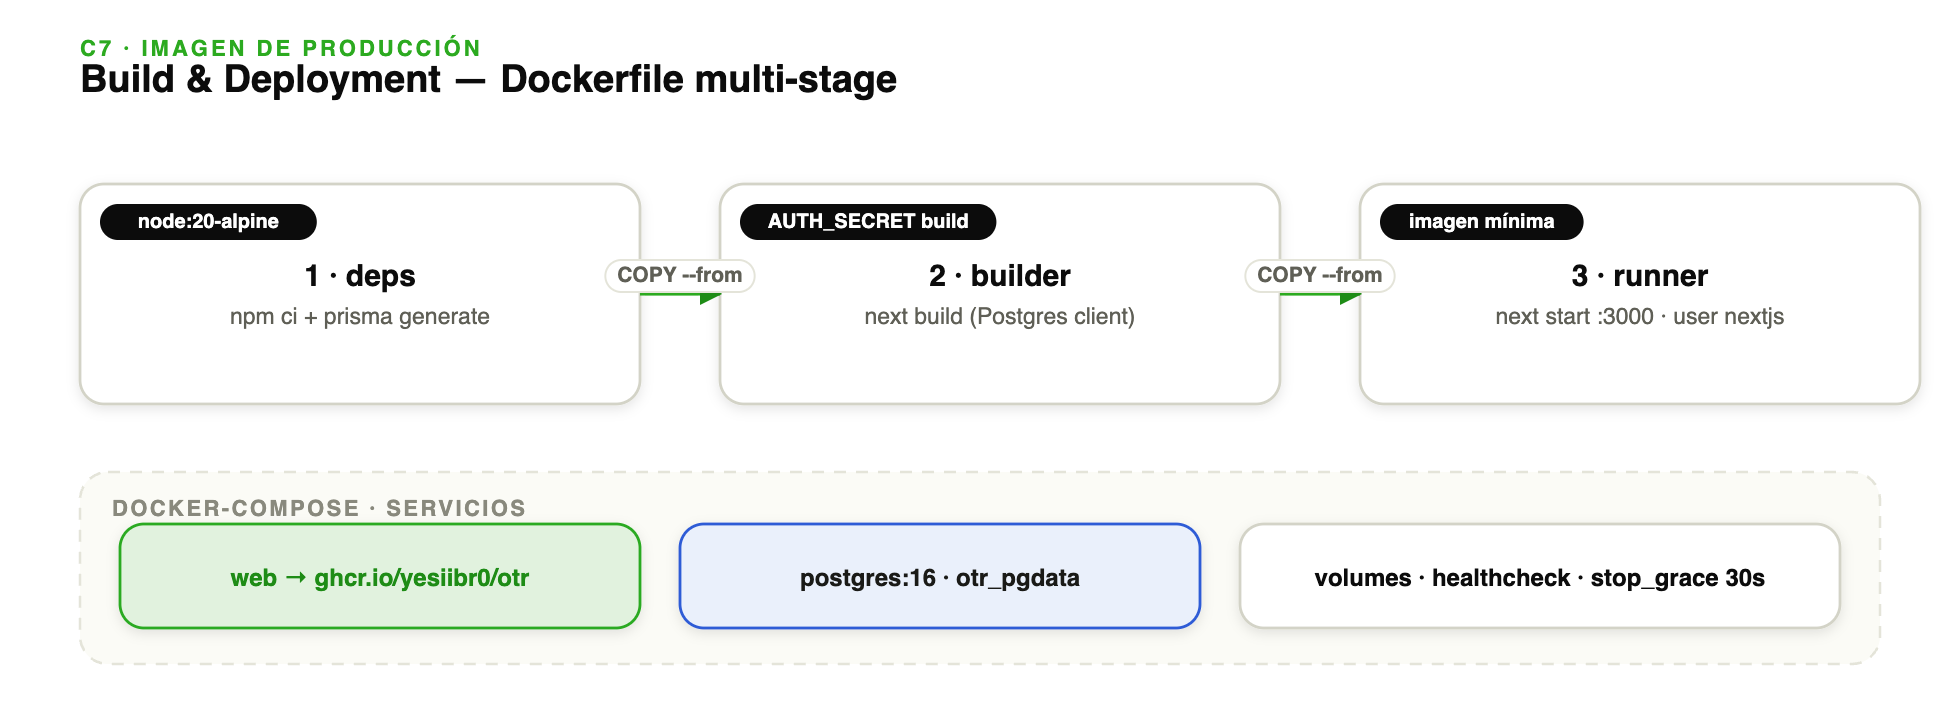 C7 · IMAGEN DE PRODUCCIÓN
Build & Deployment — Dockerfile multi-stage
node:20-alpine
1 · deps
npm ci + prisma generate
COPY --from
AUTH_SECRET build
2 · builder
next build (Postgres client)
COPY --from
imagen mínima
3 · runner
next start :3000 · user nextjs
DOCKER-COMPOSE · SERVICIOS
web → ghcr.io/yesiibr0/otr
postgres:16 · otr_pgdata
volumes · healthcheck · stop_grace 30s